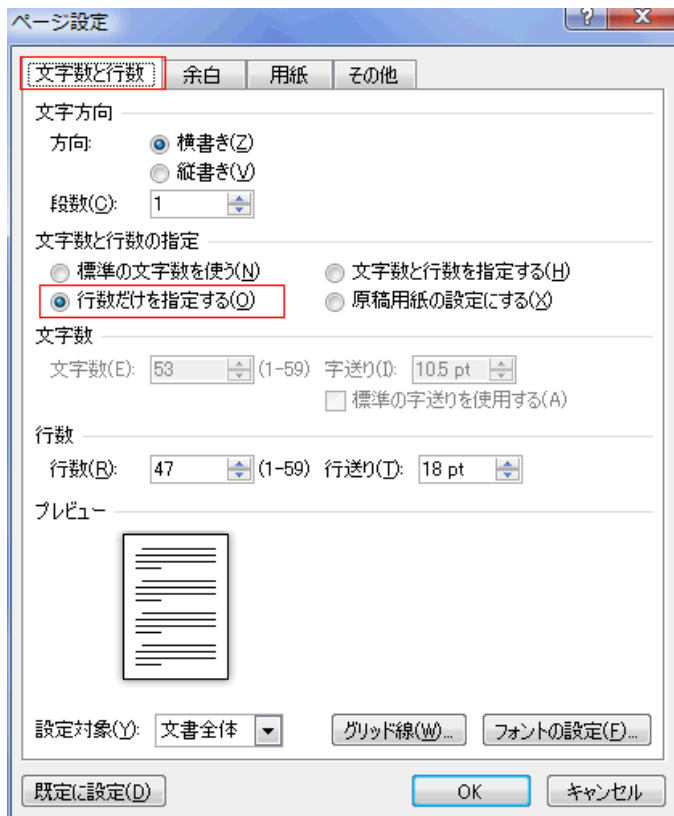 ページ設定
? X
文字数と行数 余白 用紙 その他
文字方向
方向: 横書き(Z)
縦書き(V)
段数(C): 1
文字数と行数の指定
標準の文字数を使う(N) 文字数と行数を指定する(H)
行数だけを指定する(O) 原稿用紙の設定にする(X)
文字数
文字数(E): 53 (1-59) 字送り(I): 10.5 pt
標準の字送りを使用する(A)
行数
行数(R): 47 (1-59) 行送り(T): 18 pt
プレビュー
設定対象(Y): 文書全体 グリッド線(W)... フォントの設定(F)...
既定に設定(D) OK キャンセル